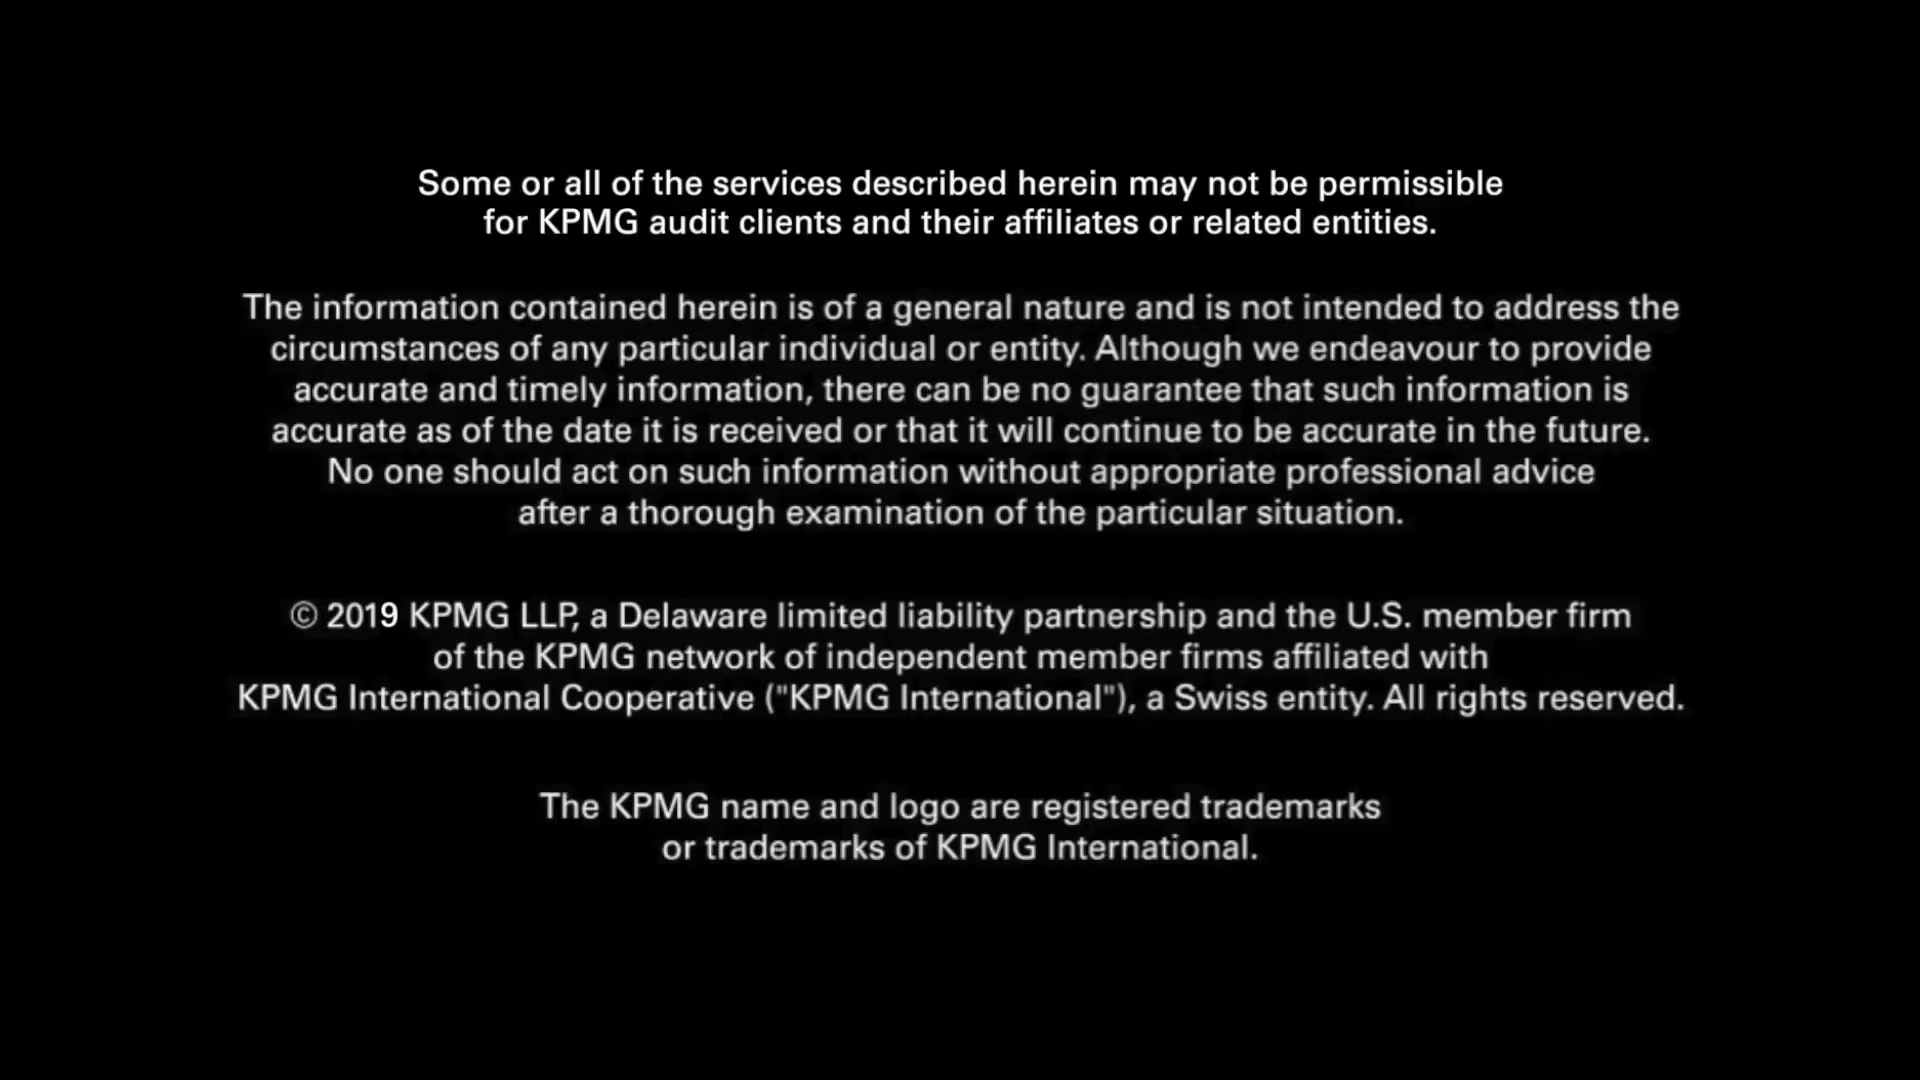 Some or all of the services described herein may not be permissible
for KPMG audit clients and their affiliates or related entities.
The information contained herein is of a general nature and is not intended to address the
circumstances of any particular individual or entity. Although we endeavour to provide
accurate and timely information, there can be no guarantee that such information is
accurate as of the date it is received or that it will continue to be accurate in the future.
No one should act on such information without appropriate professional advice
after a thorough examination of the particular situation.
© 2019 KPMG LLP, a Delaware limited liability partnership and the U.S. member firm
of the KPMG network of independent member firms affiliated with
KPMG International Cooperative ("KPMG International"), a Swiss entity. All rights reserved.
The KPMG name and logo are registered trademarks
or trademarks of KPMG International.